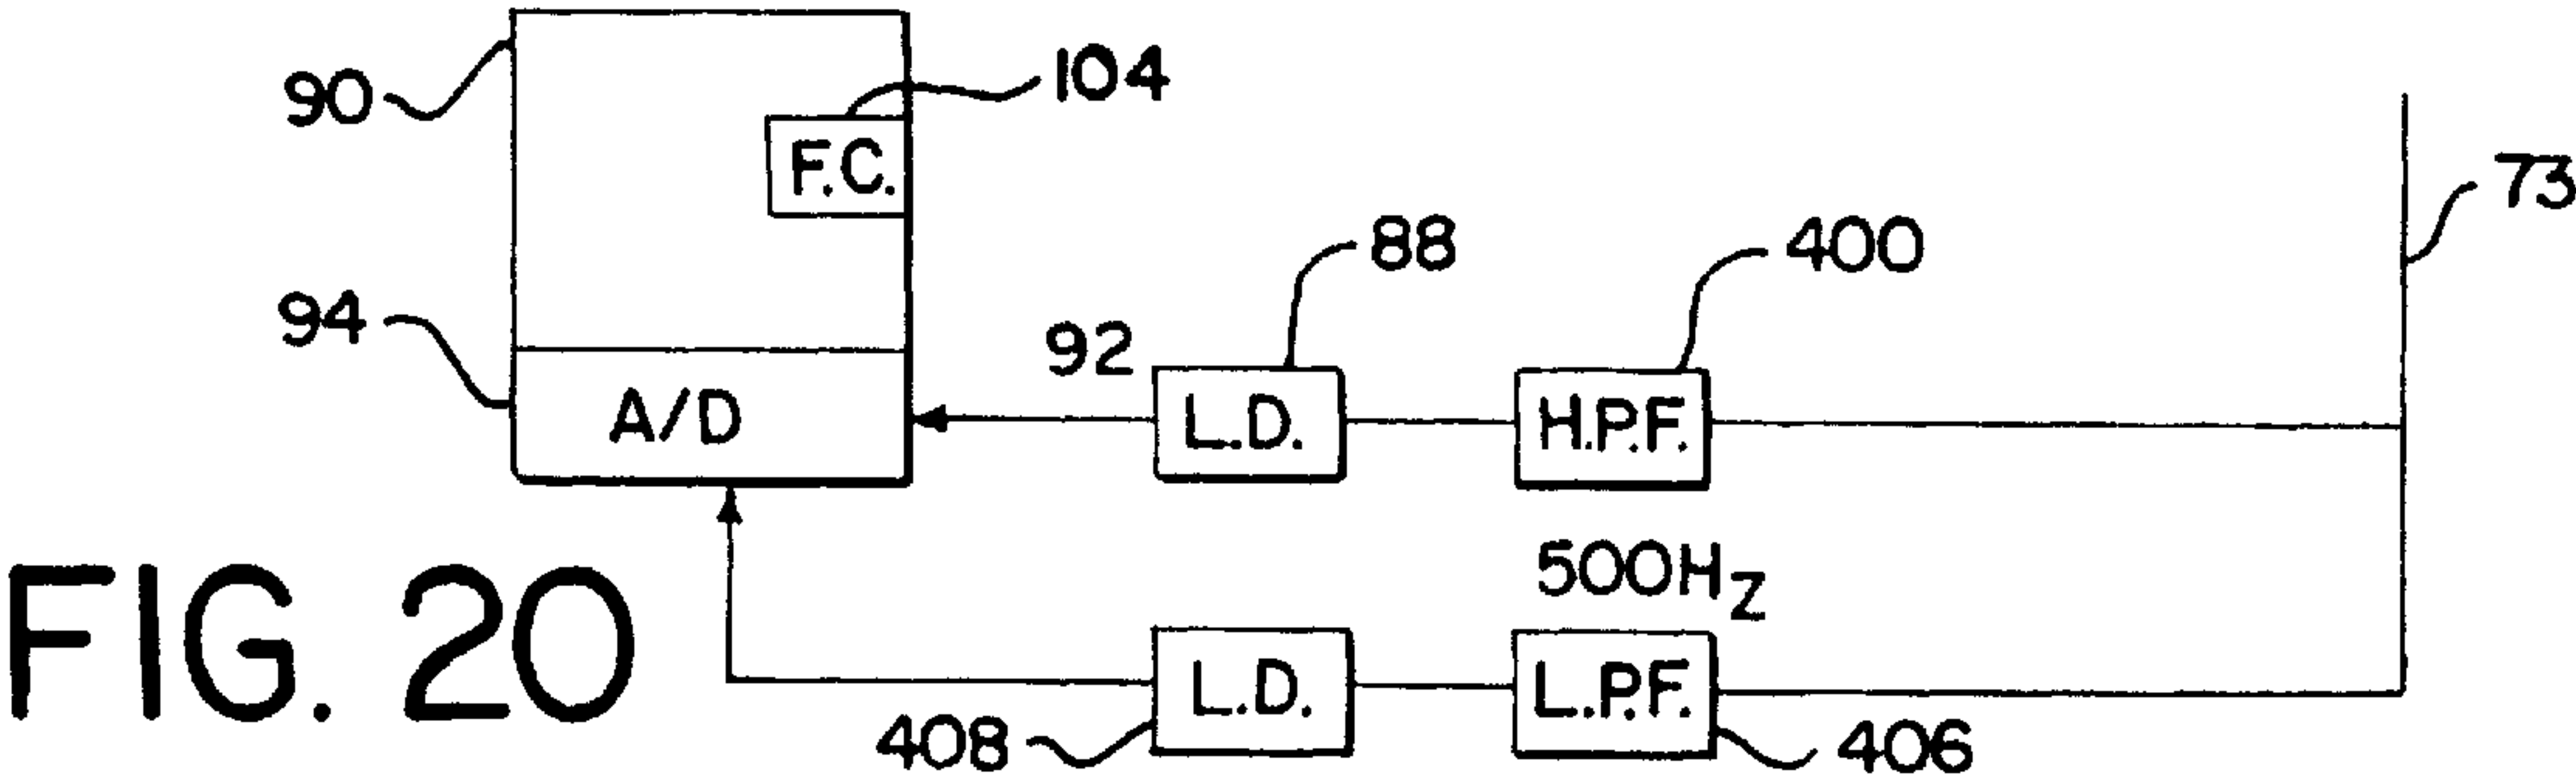 90
104
F.C.
73
88
400
94
92
A/D
L.D.
H.P.F.
500Hz
FIG. 20
L.D.
L.P.F.
408
406